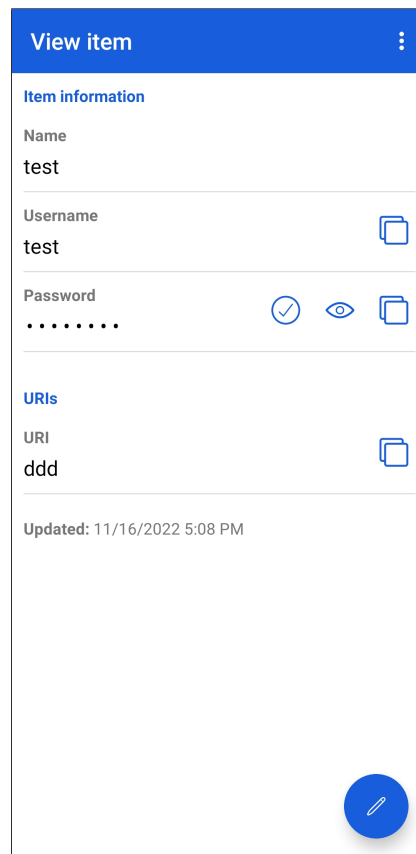 View item
Item information
Name
test
Username
test
Password
••••••••
URIs
URI
ddd
Updated: 11/16/2022 5:08 PM